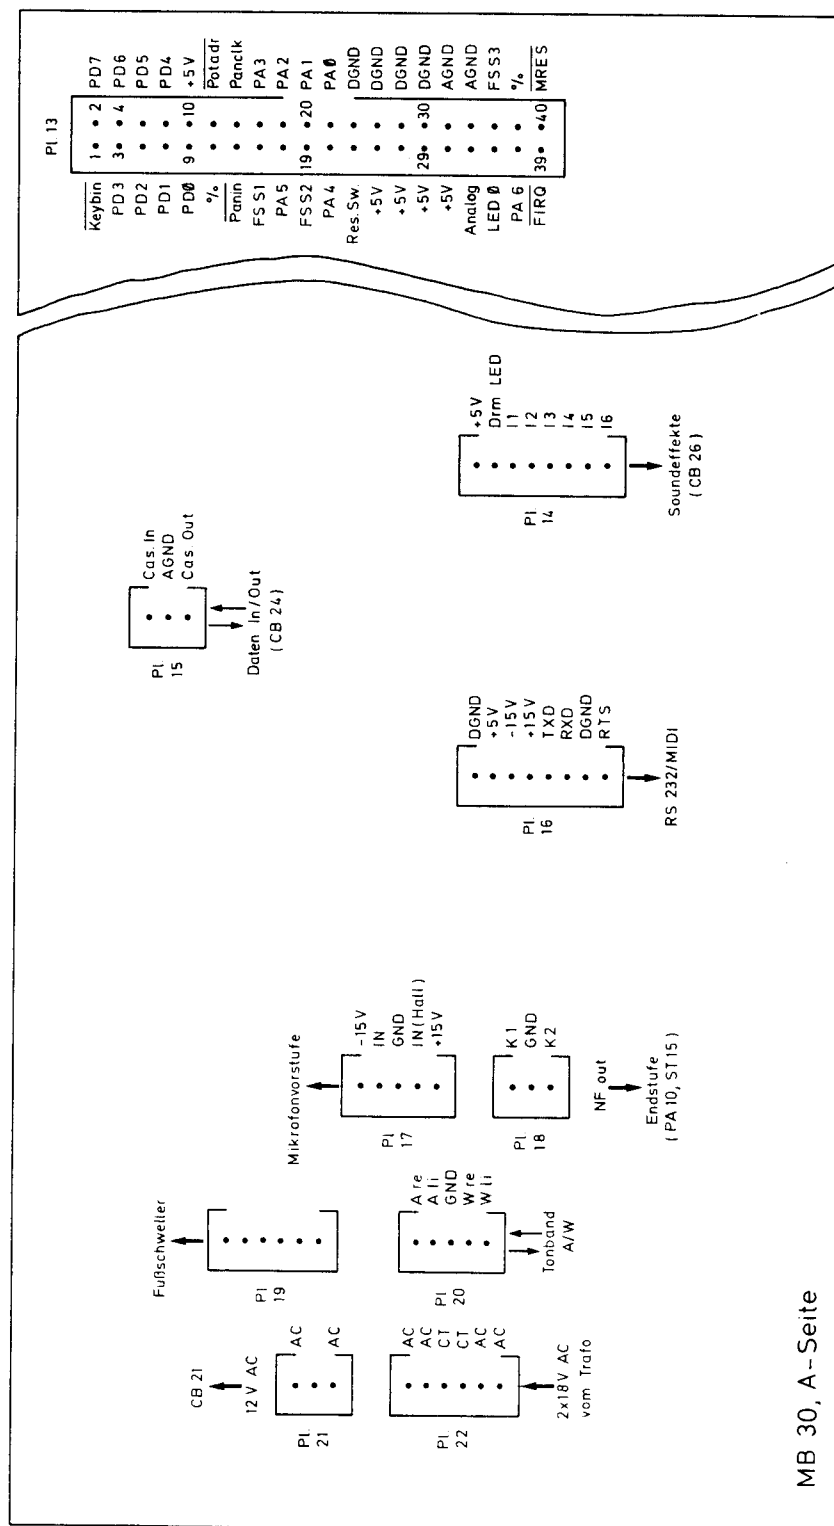 CB 21
12 V AC
AC
AC
Pl.
21
AC
AC
CT
CT
AC
AC
Pl.
22
2x18V AC
vom Trafo
Fußschweller
Pl
19
A re
A li
GND
W re
W li
Pl.
20
Tonband
A/W
Mikrofonvorstufe
-15V
IN
GND
IN (Hall)
+15V
Pl
17
K1
GND
K2
Pl.
18
NF out
Endstufe
(PA10, ST15)
Cas. In
AGND
Cas. Out
Pl.
15
Daten In/Out
(CB 24)
DGND
+5V
-15V
+15V
TXD
RXD
DGND
RTS
Pl.
16
RS 232/MIDI
+5V
Drm LED
I1
I2
I3
I4
I5
I6
Pl.
14
Soundeffekte
(CB 26)
Pl. 13
Keybin 1 2 PD7
PD3 3 4 PD6
PD2 PD5
PD1 PD4
PDØ 9 10 +5V
% Potadr
Panin Panclk
FSS1 PA3
PA5 PA2
FSS2 19 20 PA1
PA4 PAØ
Res. Sw. DGND
+5V DGND
+5V DGND
+5V 29 30 DGND
+5V AGND
Analog AGND
LED Ø FSS3
PA 6 %
FIRQ 39 40 MRES
MB 30, A-Seite